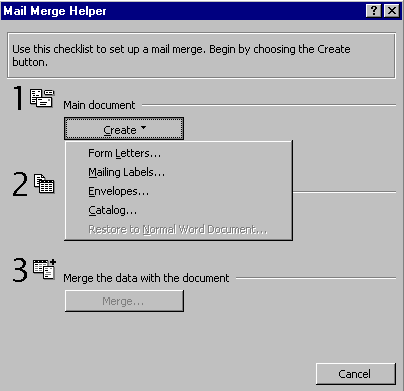 Mail Merge Helper
Use this checklist to set up a mail merge. Begin by choosing the Create
button.
1
Main document
Create
Form Letters...
Mailing Labels...
2
Envelopes...
Catalog...
Restore to Normal Word Document...
3
Merge the data with the document
Merge...
Cancel